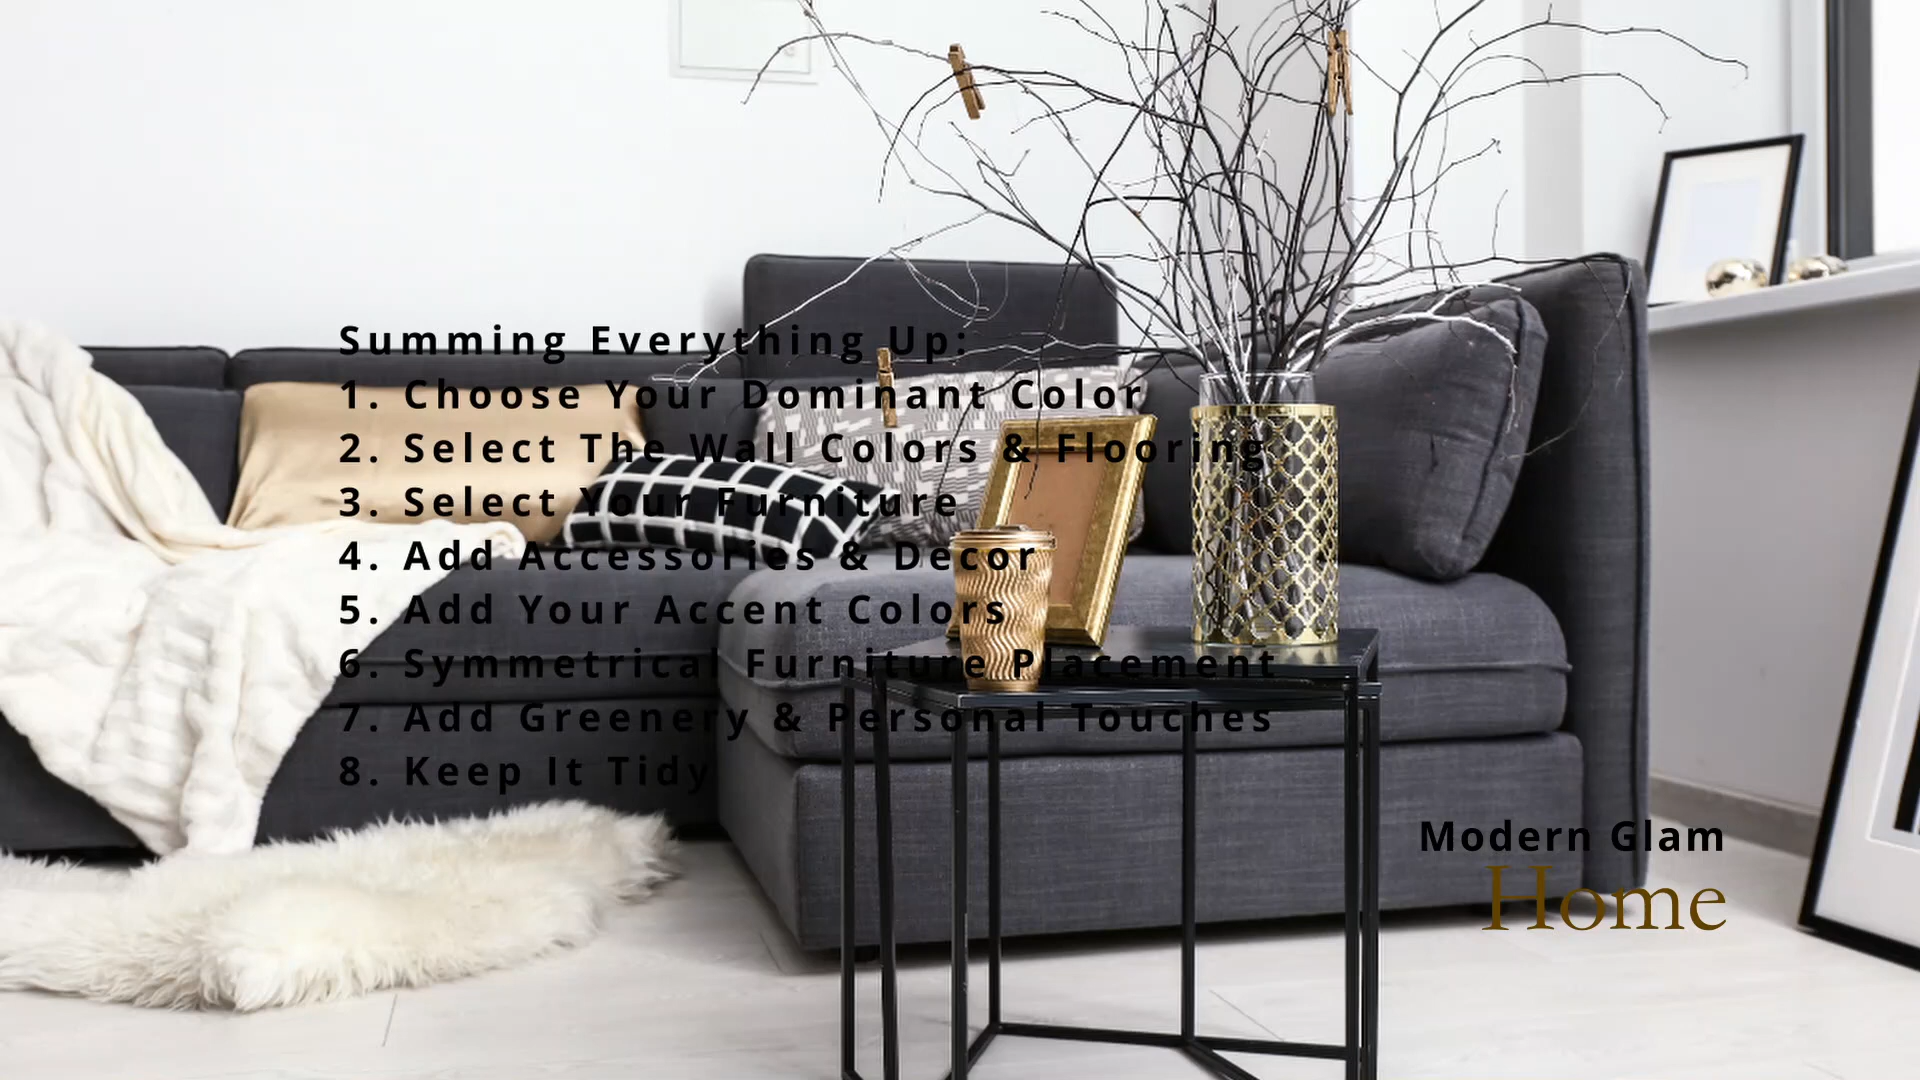 Summing Everything Up:
1. Choose Your Dominant Color
2. Select The Wall Colors & Flooring
3. Select Your Furniture
4. Add Accessories & Decor
5. Add Your Accent Colors
6. Symmetrical Furniture Placement
7. Add Greenery & Personal Touches
8. Keep It Tidy
Modern Glam
Home